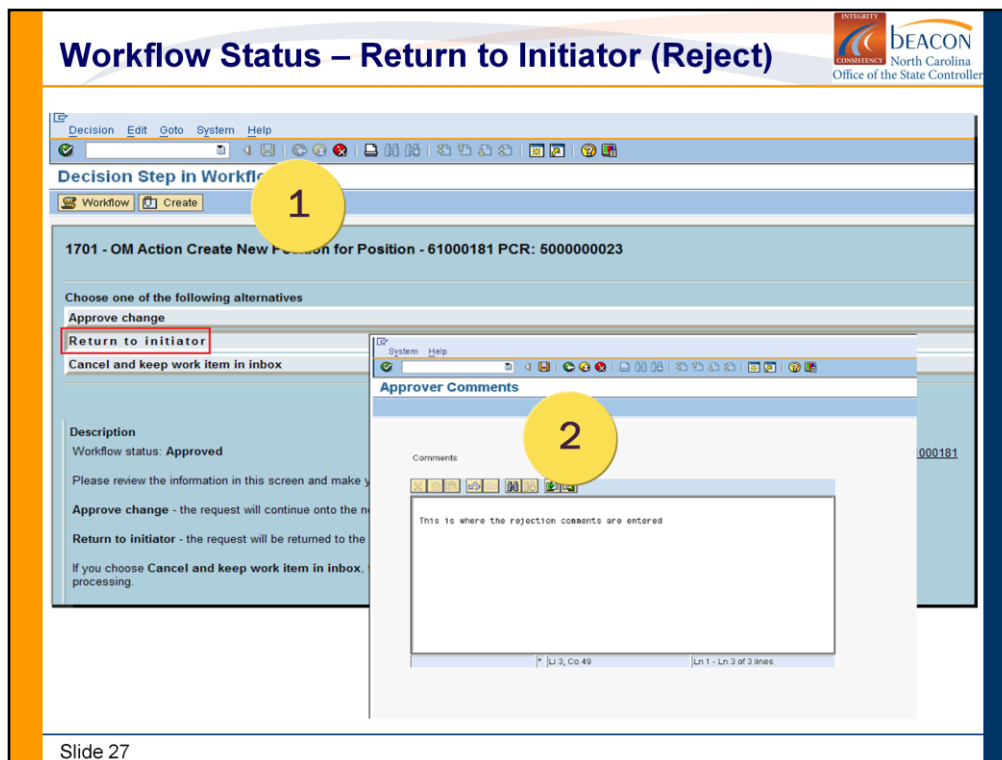 Workflow Status – Return to Initiator (Reject)
INTEGRITY
CONSISTENCY
BEACON
North Carolina
Office of the State Controller
Decision Edit Goto System Help
Decision Step in Workfl
Workflow Create
1
1701 - OM Action Create New P on for Position - 61000181 PCR: 5000000023
Choose one of the following alternatives
Approve change
Return to initiator
Cancel and keep work item in inbox
Description
Workflow status: Approved
000181
Please review the information in this screen and make y
Approve change - the request will continue onto the n
Return to initiator - the request will be returned to the
If you choose Cancel and keep work item in inbox,
processing.
System Help
Approver Comments
2
Comments
This is where the rejection comments are entered
* Li 3, Co 49 Ln 1 - Ln 3 of 3 lines
Slide 27